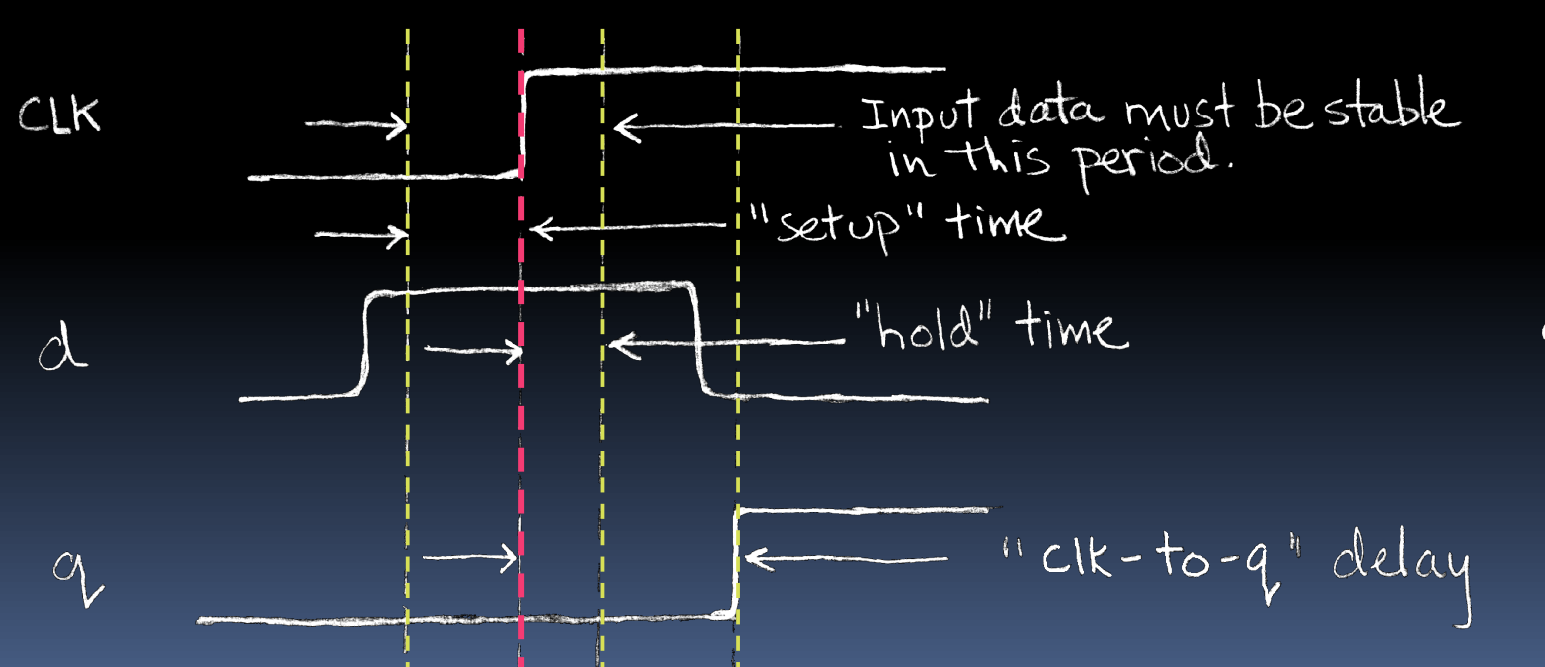 CLK
Input data must be stable
in this period.
"setup" time
d
"hold" time
q
"clk-to-q" delay